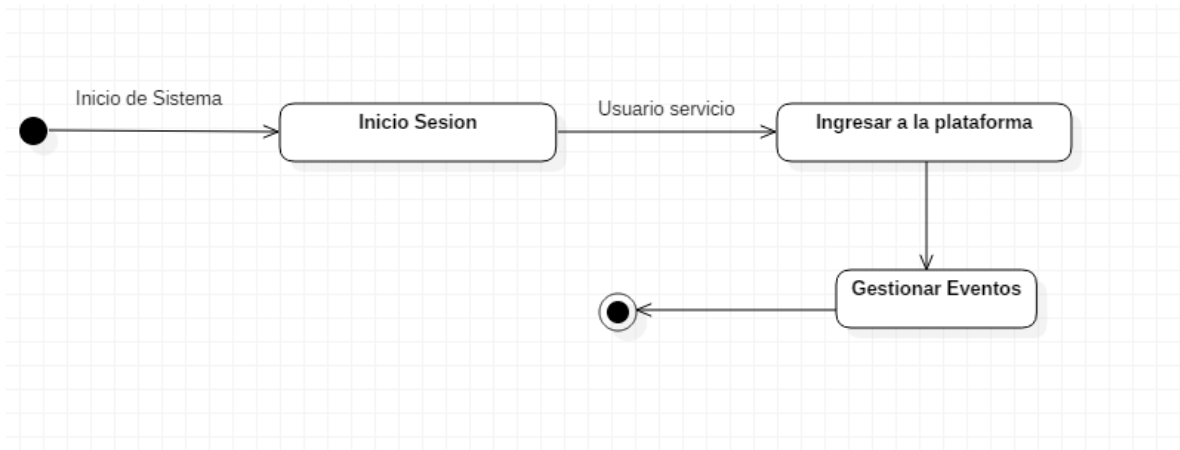 Inicio de Sistema
Inicio Sesion
Usuario servicio
Ingresar a la plataforma
Gestionar Eventos